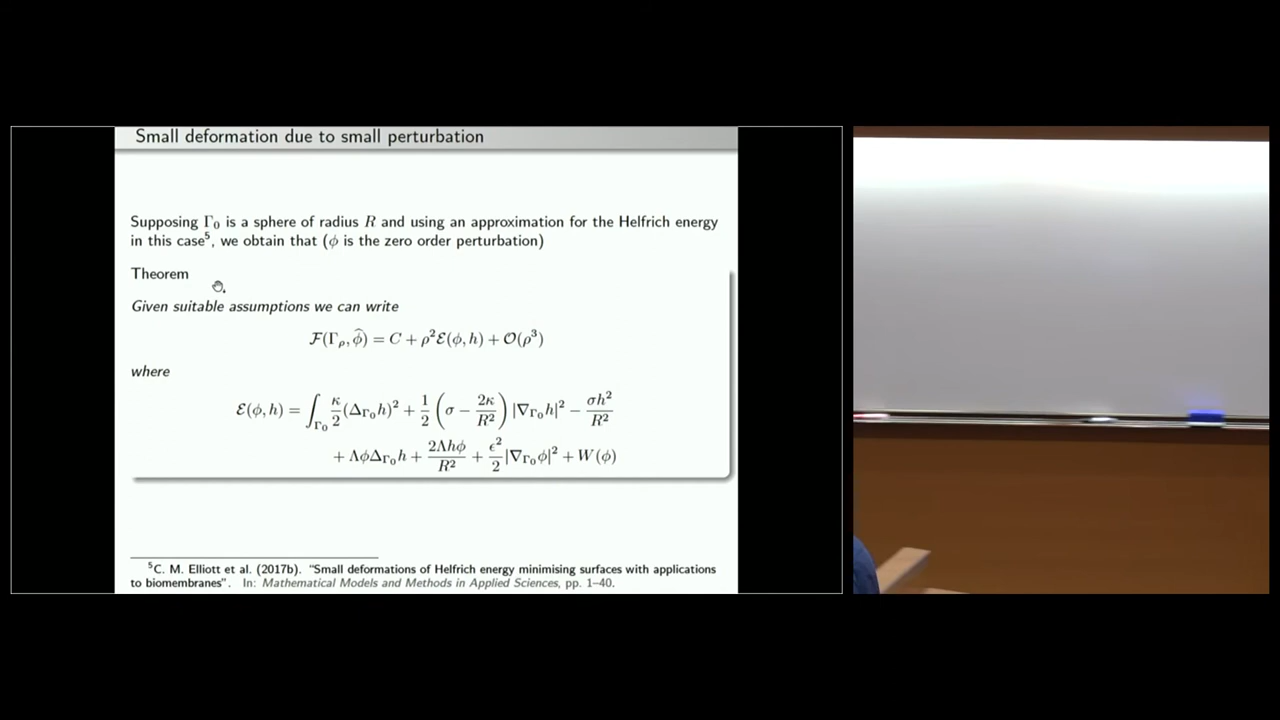 Small deformation due to small perturbation
Supposing Γ₀ is a sphere of radius R and using an approximation for the Helfrich energy
in this case⁵, we obtain that (ϕ is the zero order perturbation)
Theorem
Given suitable assumptions we can write
ℱ(Γ_ρ, ϕ̂) = C + ρ²ℰ(ϕ, h) + 𝒪(ρ³)
where
ℰ(ϕ, h) = ∫_{Γ₀} κ/2 (Δ_{Γ₀}h)² + 1/2 (σ − 2κ/R²) |∇_{Γ₀}h|² − σh²/R²
+ Λϕ Δ_{Γ₀}h + 2Λhϕ/R² + ϵ²/2 |∇_{Γ₀}ϕ|² + W(ϕ)
⁵C. M. Elliott et al. (2017b). "Small deformations of Helfrich energy minimising surfaces with applications
to biomembranes". In: Mathematical Models and Methods in Applied Sciences, pp. 1–40.